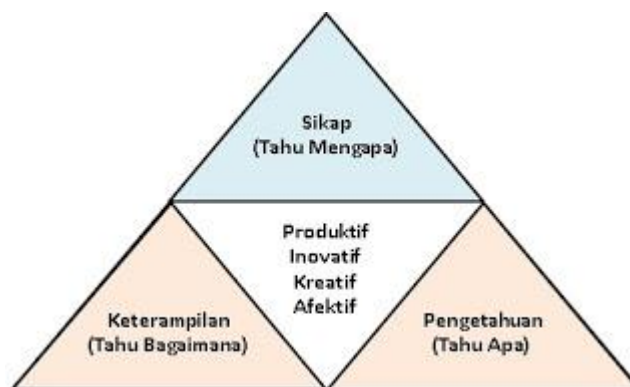 Sikap
(Tahu Mengapa)
Produktif
Inovatif
Kreatif
Afektif
Keterampilan
(Tahu Bagaimana)
Pengetahuan
(Tahu Apa)